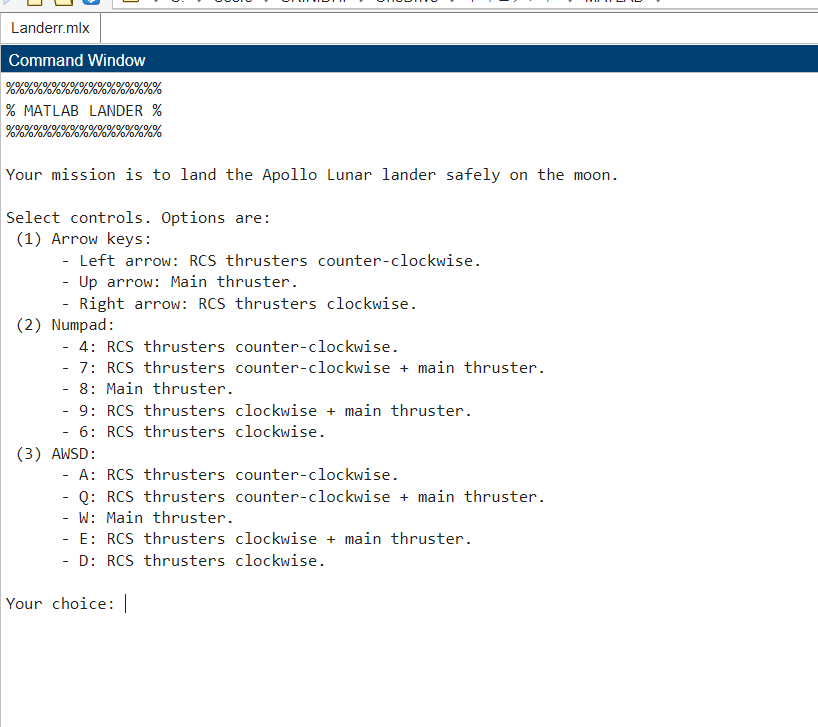 Landerr.mlx
Command Window
%%%%%%%%%%%%%%%%%
% MATLAB LANDER %
%%%%%%%%%%%%%%%%%
Your mission is to land the Apollo Lunar lander safely on the moon.
Select controls. Options are:
(1) Arrow keys:
- Left arrow: RCS thrusters counter-clockwise.
- Up arrow: Main thruster.
- Right arrow: RCS thrusters clockwise.
(2) Numpad:
- 4: RCS thrusters counter-clockwise.
- 7: RCS thrusters counter-clockwise + main thruster.
- 8: Main thruster.
- 9: RCS thrusters clockwise + main thruster.
- 6: RCS thrusters clockwise.
(3) AWSD:
- A: RCS thrusters counter-clockwise.
- Q: RCS thrusters counter-clockwise + main thruster.
- W: Main thruster.
- E: RCS thrusters clockwise + main thruster.
- D: RCS thrusters clockwise.
Your choice: